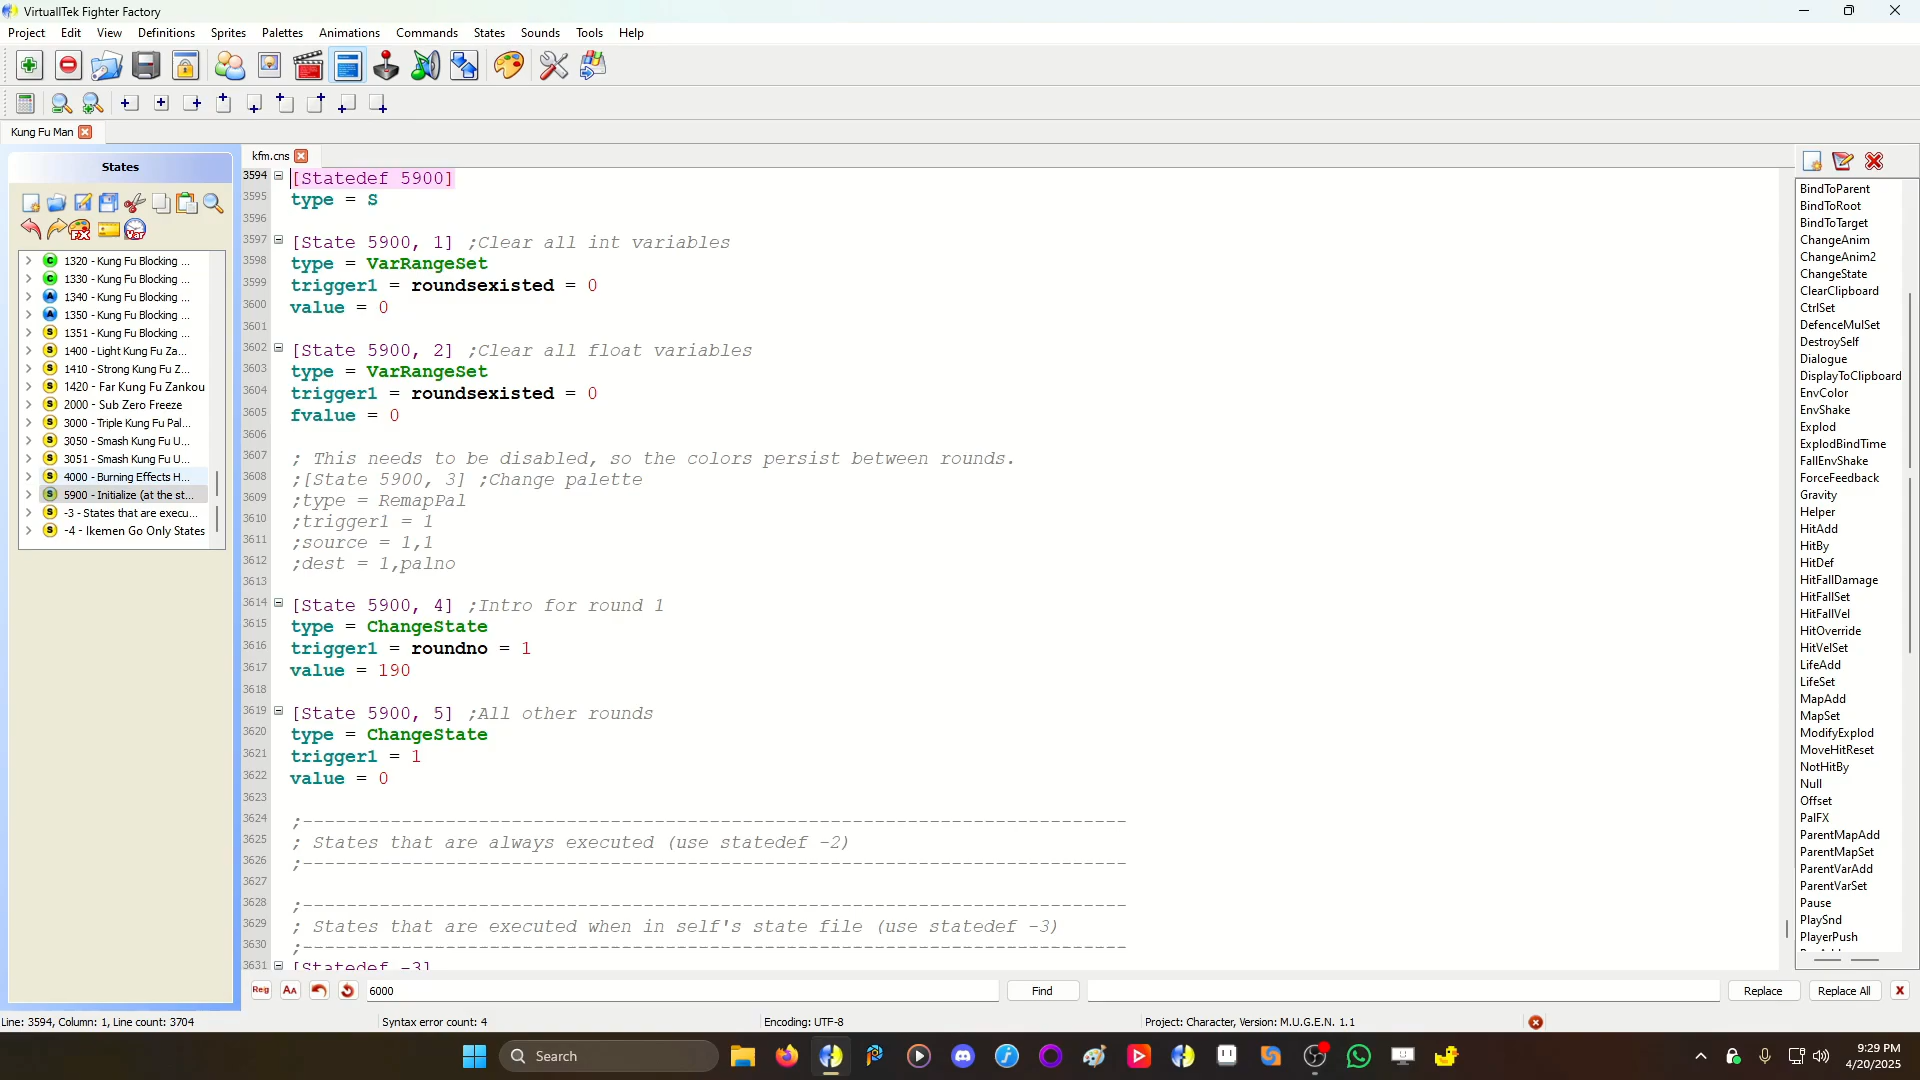 VirtuallTek Fighter Factory
Project Edit View Definitions Sprites Palettes Animations Commands States Sounds Tools Help
Kung Fu Man
States
kfm.cns
1320 - Kung Fu Blocking ...
1330 - Kung Fu Blocking ...
1340 - Kung Fu Blocking ...
1350 - Kung Fu Blocking ...
1351 - Kung Fu Blocking ...
1400 - Light Kung Fu Za...
1410 - Strong Kung Fu Z...
1420 - Far Kung Fu Zankou
2000 - Sub Zero Freeze
3000 - Triple Kung Fu Pal...
3050 - Smash Kung Fu U...
3051 - Smash Kung Fu U...
4000 - Burning Effects H...
5900 - Initialize (at the st...
-3 - States that are execu...
-4 - Ikemen Go Only States
3594 [Statedef 5900]
3595 type = S
3596
3597 [State 5900, 1] ;Clear all int variables
3598 type = VarRangeSet
3599 trigger1 = roundsexisted = 0
3600 value = 0
3601
3602 [State 5900, 2] ;Clear all float variables
3603 type = VarRangeSet
3604 trigger1 = roundsexisted = 0
3605 fvalue = 0
3606
3607 ; This needs to be disabled, so the colors persist between rounds.
3608 ;[State 5900, 3] ;Change palette
3609 ;type = RemapPal
3610 ;trigger1 = 1
3611 ;source = 1,1
3612 ;dest = 1,palno
3613
3614 [State 5900, 4] ;Intro for round 1
3615 type = ChangeState
3616 trigger1 = roundno = 1
3617 value = 190
3618
3619 [State 5900, 5] ;All other rounds
3620 type = ChangeState
3621 trigger1 = 1
3622 value = 0
3623
3624 ;---------------------------------------------------------------------------
3625 ; States that are always executed (use statedef -2)
3626 ;---------------------------------------------------------------------------
3627
3628 ;---------------------------------------------------------------------------
3629 ; States that are executed when in self's state file (use statedef -3)
3630 ;---------------------------------------------------------------------------
3631 [Statedef -3]
BindToParent
BindToRoot
BindToTarget
ChangeAnim
ChangeAnim2
ChangeState
ClearClipboard
CtrlSet
DefenceMulSet
DestroySelf
Dialogue
DisplayToClipboard
EnvColor
EnvShake
Explod
ExplodBindTime
FallEnvShake
ForceFeedback
Gravity
Helper
HitAdd
HitBy
HitDef
HitFallDamage
HitFallSet
HitFallVel
HitOverride
HitVelSet
LifeAdd
LifeSet
MapAdd
MapSet
ModifyExplod
MoveHitReset
NotHitBy
Null
Offset
PalFX
ParentMapAdd
ParentMapSet
ParentVarAdd
ParentVarSet
Pause
PlaySnd
PlayerPush
Reg AA 6000 Find Replace Replace All
Line: 3594, Column: 1, Line count: 3704 Syntax error count: 4 Encoding: UTF-8 Project: Character, Version: M.U.G.E.N. 1.1
Search
9:29 PM
4/20/2025